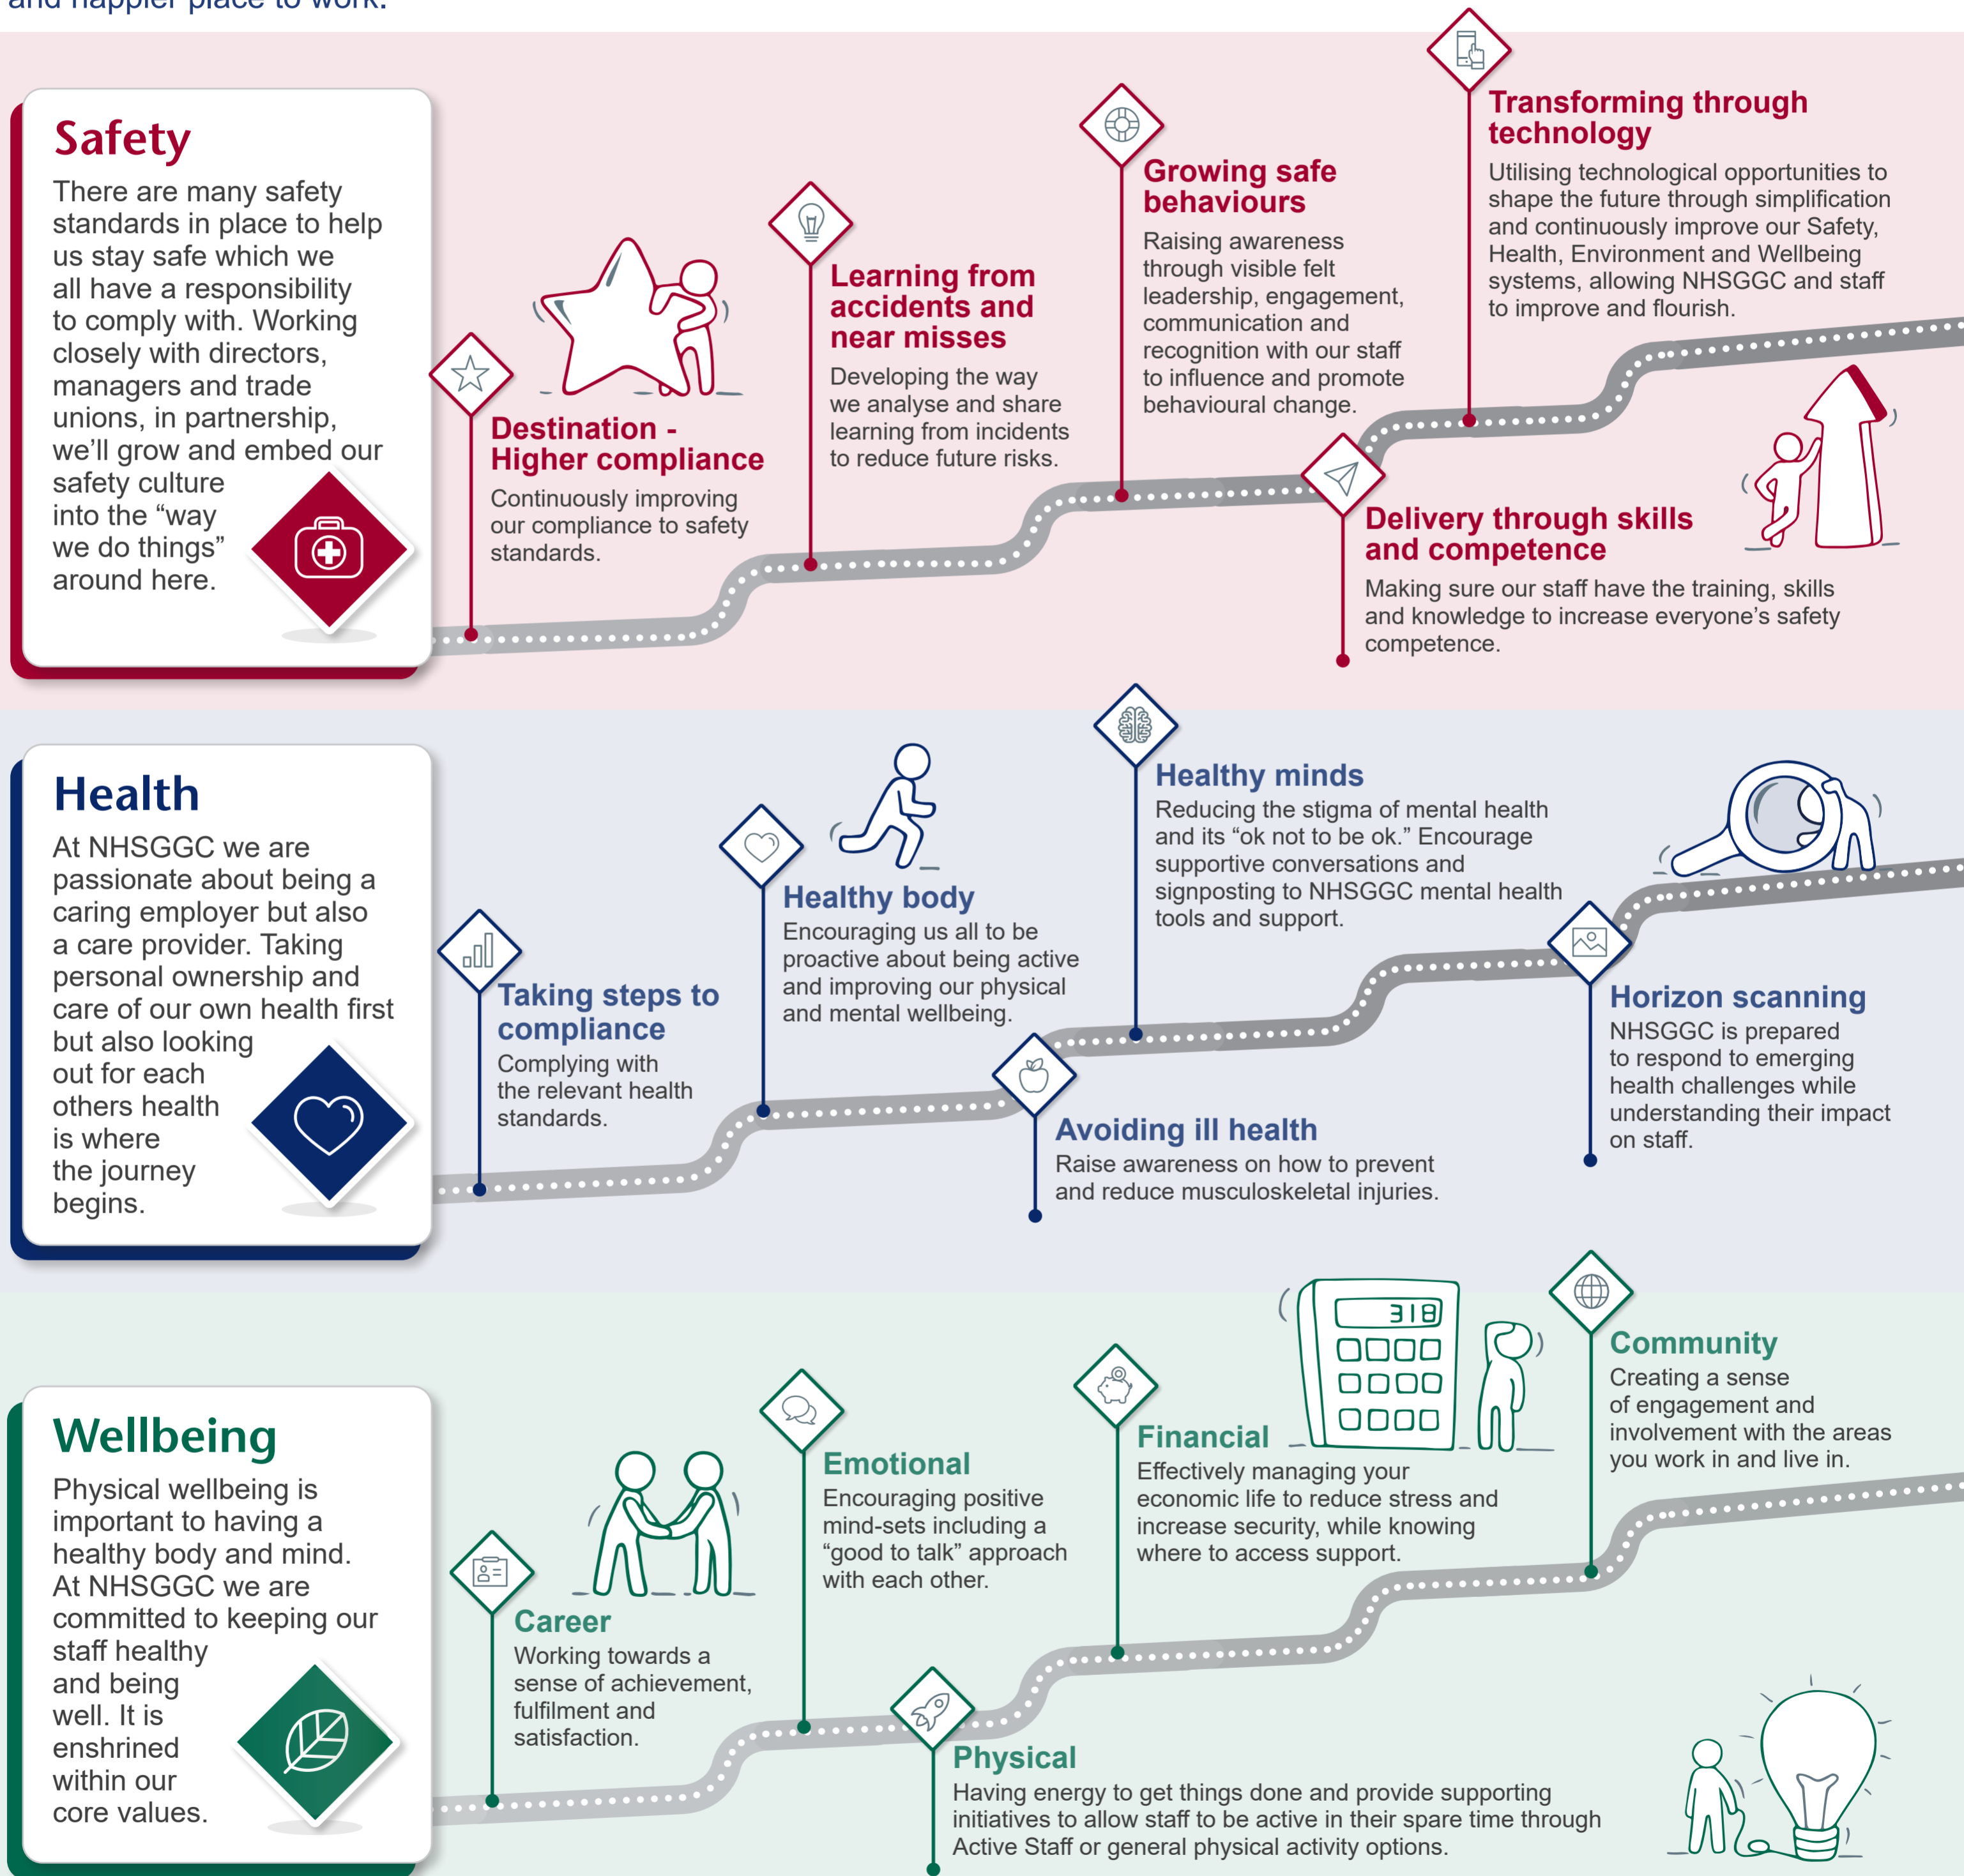 and happier place to work.
Safety
There are many safety
standards in place to help
us stay safe which we
all have a responsibility
to comply with. Working
closely with directors,
managers and trade
unions, in partnership,
we’ll grow and embed our
safety culture
into the “way
we do things”
around here.
Destination -
Higher compliance
Continuously improving
our compliance to safety
standards.
Learning from
accidents and
near misses
Developing the way
we analyse and share
learning from incidents
to reduce future risks.
Growing safe
behaviours
Raising awareness
through visible felt
leadership, engagement,
communication and
recognition with our staff
to influence and promote
behavioural change.
Delivery through skills
and competence
Making sure our staff have the training, skills
and knowledge to increase everyone’s safety
competence.
Transforming through
technology
Utilising technological opportunities to
shape the future through simplification
and continuously improve our Safety,
Health, Environment and Wellbeing
systems, allowing NHSGGC and staff
to improve and flourish.
Health
At NHSGGC we are
passionate about being a
caring employer but also
a care provider. Taking
personal ownership and
care of our own health first
but also looking
out for each
others health
is where
the journey
begins.
Taking steps to
compliance
Complying with
the relevant health
standards.
Healthy body
Encouraging us all to be
proactive about being active
and improving our physical
and mental wellbeing.
Avoiding ill health
Raise awareness on how to prevent
and reduce musculoskeletal injuries.
Healthy minds
Reducing the stigma of mental health
and its “ok not to be ok.” Encourage
supportive conversations and
signposting to NHSGGC mental health
tools and support.
Horizon scanning
NHSGGC is prepared
to respond to emerging
health challenges while
understanding their impact
on staff.
Wellbeing
Physical wellbeing is
important to having a
healthy body and mind.
At NHSGGC we are
committed to keeping our
staff healthy
and being
well. It is
enshrined
within our
core values.
Career
Working towards a
sense of achievement,
fulfilment and
satisfaction.
Emotional
Encouraging positive
mind-sets including a
“good to talk” approach
with each other.
Physical
Having energy to get things done and provide supporting
initiatives to allow staff to be active in their spare time through
Active Staff or general physical activity options.
Financial
Effectively managing your
economic life to reduce stress and
increase security, while knowing
where to access support.
318
Community
Creating a sense
of engagement and
involvement with the areas
you work in and live in.